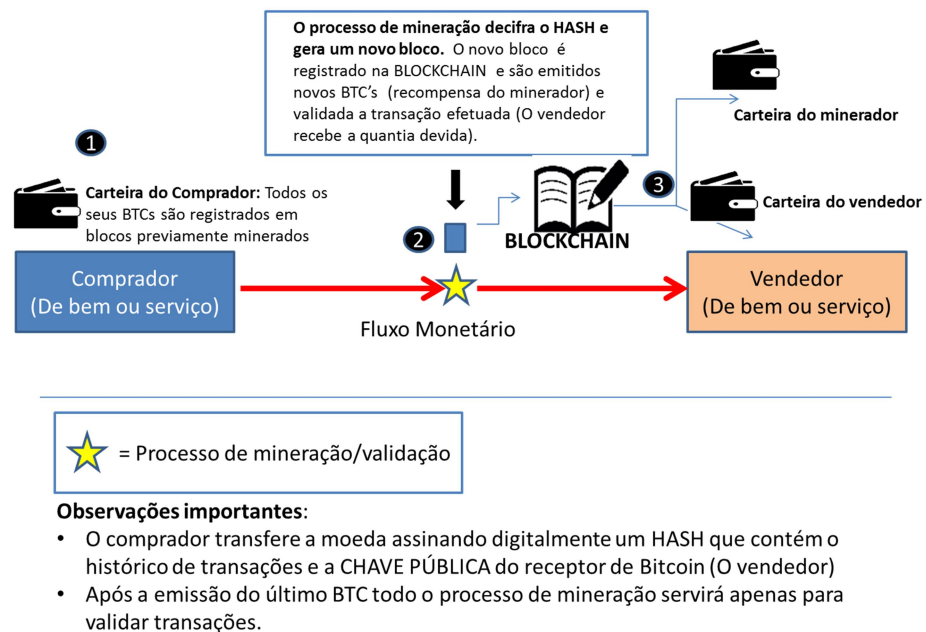 O processo de mineração decifra o HASH e
gera um novo bloco. O novo bloco é
registrado na BLOCKCHAIN e são emitidos
novos BTC's (recompensa do minerador) e
validada a transação efetuada (O vendedor
recebe a quantia devida).
Carteira do minerador
1
Carteira do Comprador: Todos os
seus BTCs são registrados em
blocos previamente minerados
3
Carteira do vendedor
2
BLOCKCHAIN
Comprador
(De bem ou serviço)
Vendedor
(De bem ou serviço)
Fluxo Monetário
= Processo de mineração/validação
Observações importantes:
• O comprador transfere a moeda assinando digitalmente um HASH que contém o
histórico de transações e a CHAVE PÚBLICA do receptor de Bitcoin (O vendedor)
• Após a emissão do último BTC todo o processo de mineração servirá apenas para
validar transações.